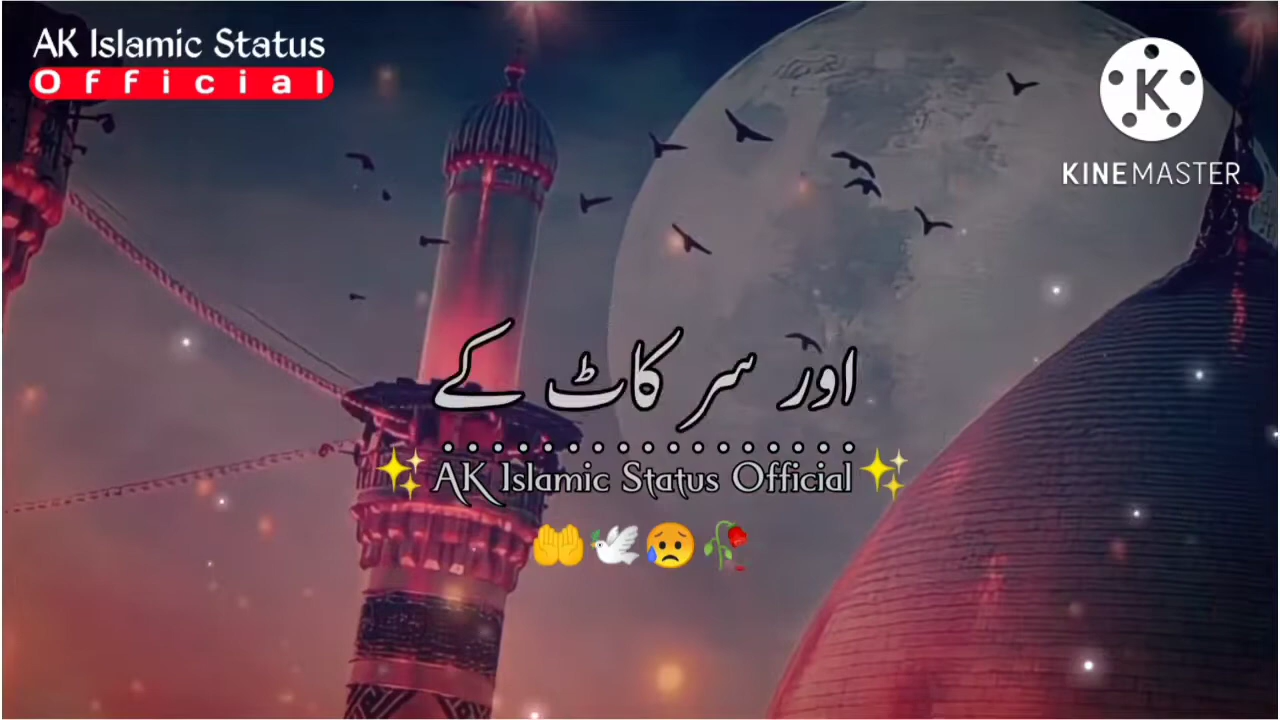 AK Islamic Status
Official
K
KINEMASTER
اور سر کاٹ کے
✨AK Islamic Status Official✨
🤲🕊️😥🥀